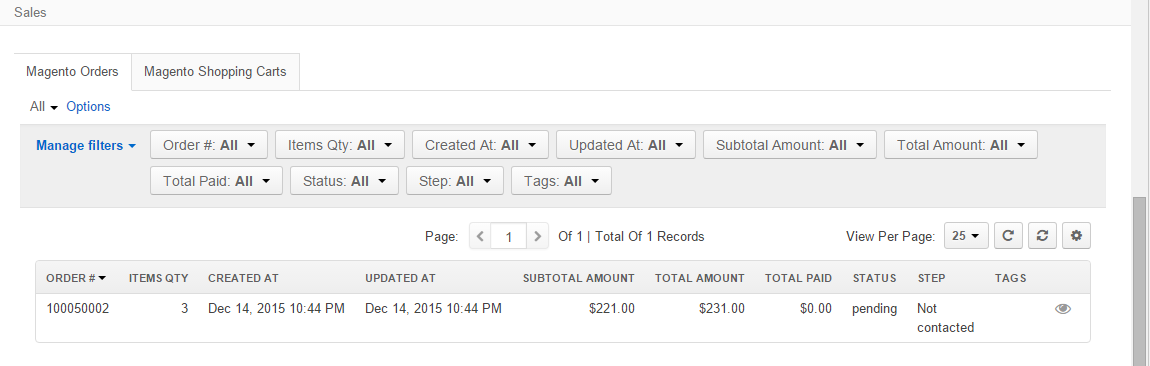 Sales
Magento Orders Magento Shopping Carts
All Options
Manage filters Order #: All Items Qty: All Created At: All Updated At: All Subtotal Amount: All Total Amount: All
Total Paid: All Status: All Step: All Tags: All
Page: 1 Of 1 | Total Of 1 Records View Per Page: 25
ORDER # ITEMS QTY CREATED AT UPDATED AT SUBTOTAL AMOUNT TOTAL AMOUNT TOTAL PAID STATUS STEP TAGS
100050002 3 Dec 14, 2015 10:44 PM Dec 14, 2015 10:44 PM $221.00 $231.00 $0.00 pending Not
contacted